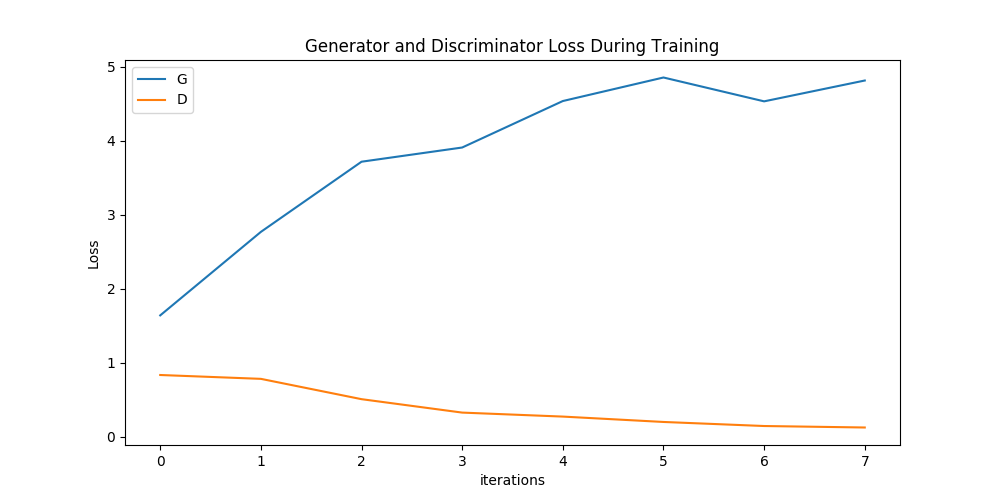 Generator and Discriminator Loss During Training
G
D
5
4
3
2
1
0
Loss
0 1 2 3 4 5 6 7
iterations